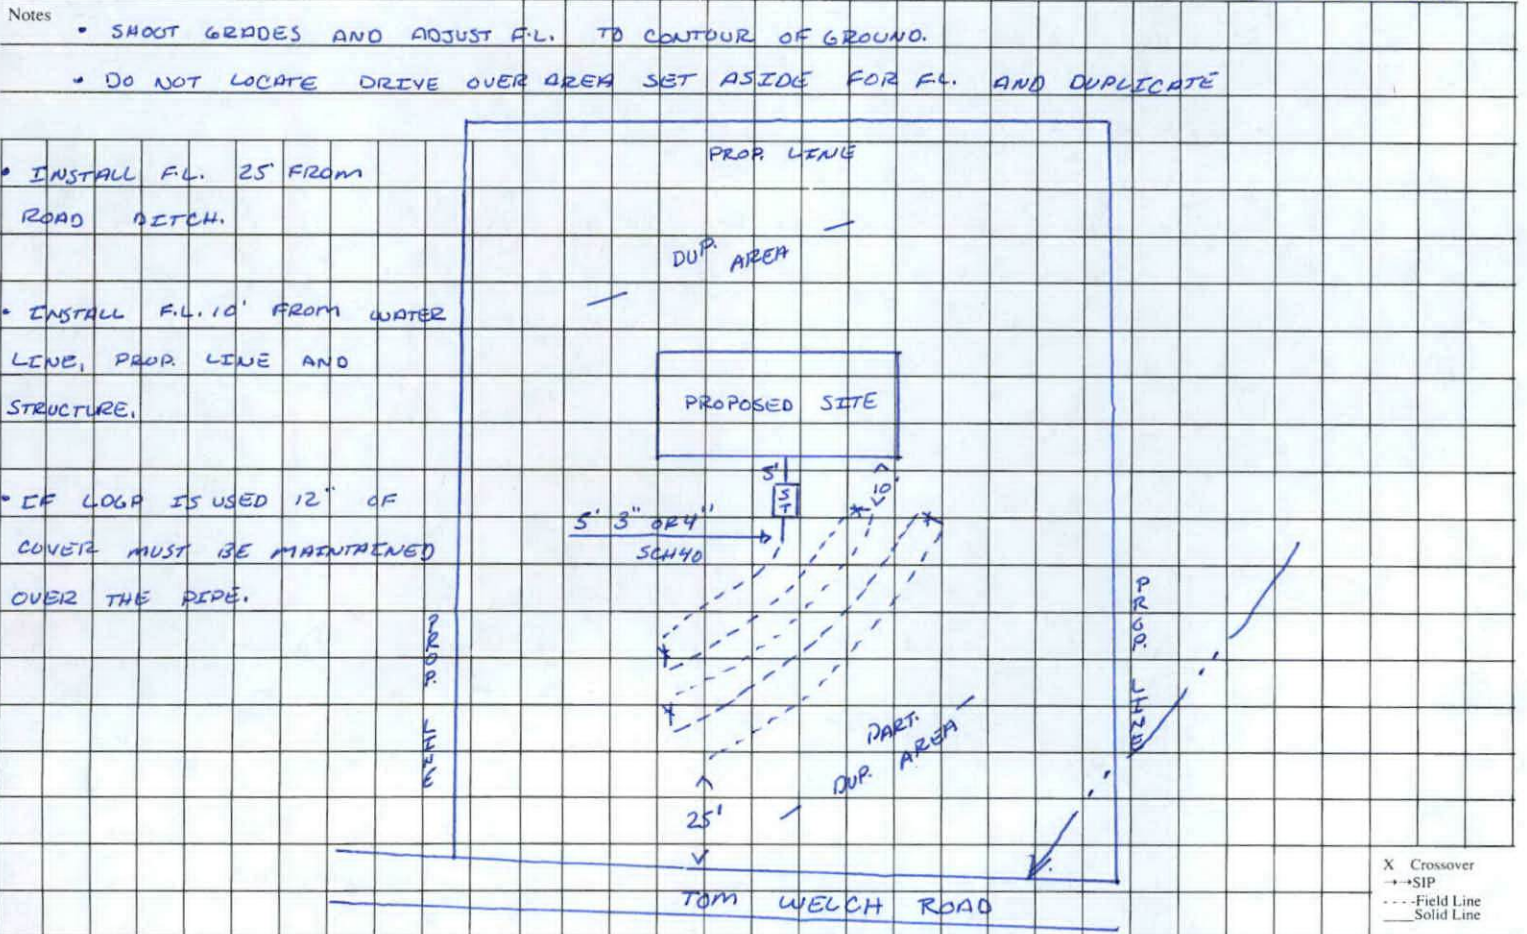 Notes
• SHOOT GRADES AND ADJUST F.L. TO CONTOUR OF GROUND.
• DO NOT LOCATE DRIVE OVER AREA SET ASIDE FOR F.L. AND DUPLICATE
• INSTALL F.L. 25' FROM
ROAD DITCH.
• INSTALL F.L. 10' FROM WATER
LINE, PROP. LINE AND
STRUCTURE.
• IF LDGP IS USED 12" OF
COVER MUST BE MAINTAINED
OVER THE PIPE.
PROP. LINE
DUP. AREA
PROPOSED SITE
5'
ST
10'
5' 3" OR 4"
SCH40
PROP. LINE
PROP. LINE
PART.
DUP. AREA
25'
TOM WELCH ROAD
X Crossover
SIP
Field Line
Solid Line